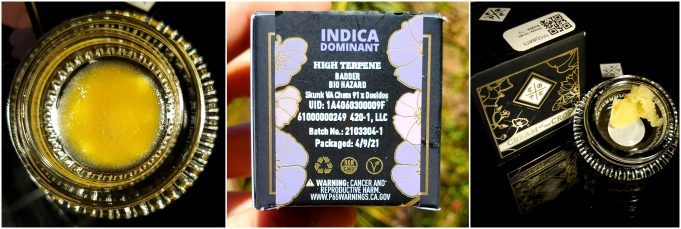 INDICA
DOMINANT
HIGH TERPENE
BADDER
BIO HAZARD
Skunk VA Chem 91 x Dosidos
UID: 1A4060300009F
61000000249 420-1, LLC
Batch No.: 2103304-1
Packaged: 4/9/21
WARNING: CANCER AND
REPRODUCTIVE HARM.
WWW.P65WARNINGS.CA.GOV